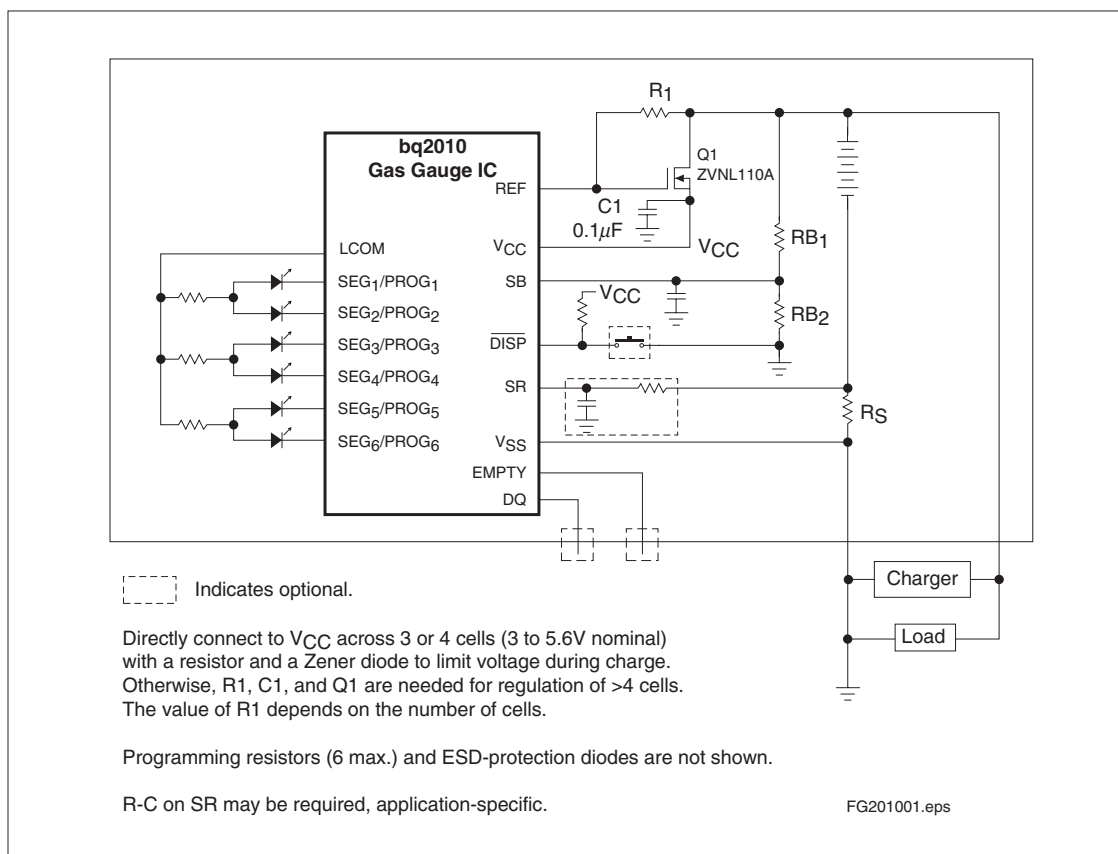 bq2010
Gas Gauge IC
REF
VCC
SB
DISP
SR
VSS
EMPTY
DQ
LCOM
SEG1/PROG1
SEG2/PROG2
SEG3/PROG3
SEG4/PROG4
SEG5/PROG5
SEG6/PROG6
R1
Q1
ZVNL110A
C1
0.1µF
VCC
RB1
VCC
RB2
RS
Charger
Load
Indicates optional.
Directly connect to VCC across 3 or 4 cells (3 to 5.6V nominal)
with a resistor and a Zener diode to limit voltage during charge.
Otherwise, R1, C1, and Q1 are needed for regulation of >4 cells.
The value of R1 depends on the number of cells.
Programming resistors (6 max.) and ESD-protection diodes are not shown.
R-C on SR may be required, application-specific.
FG201001.eps